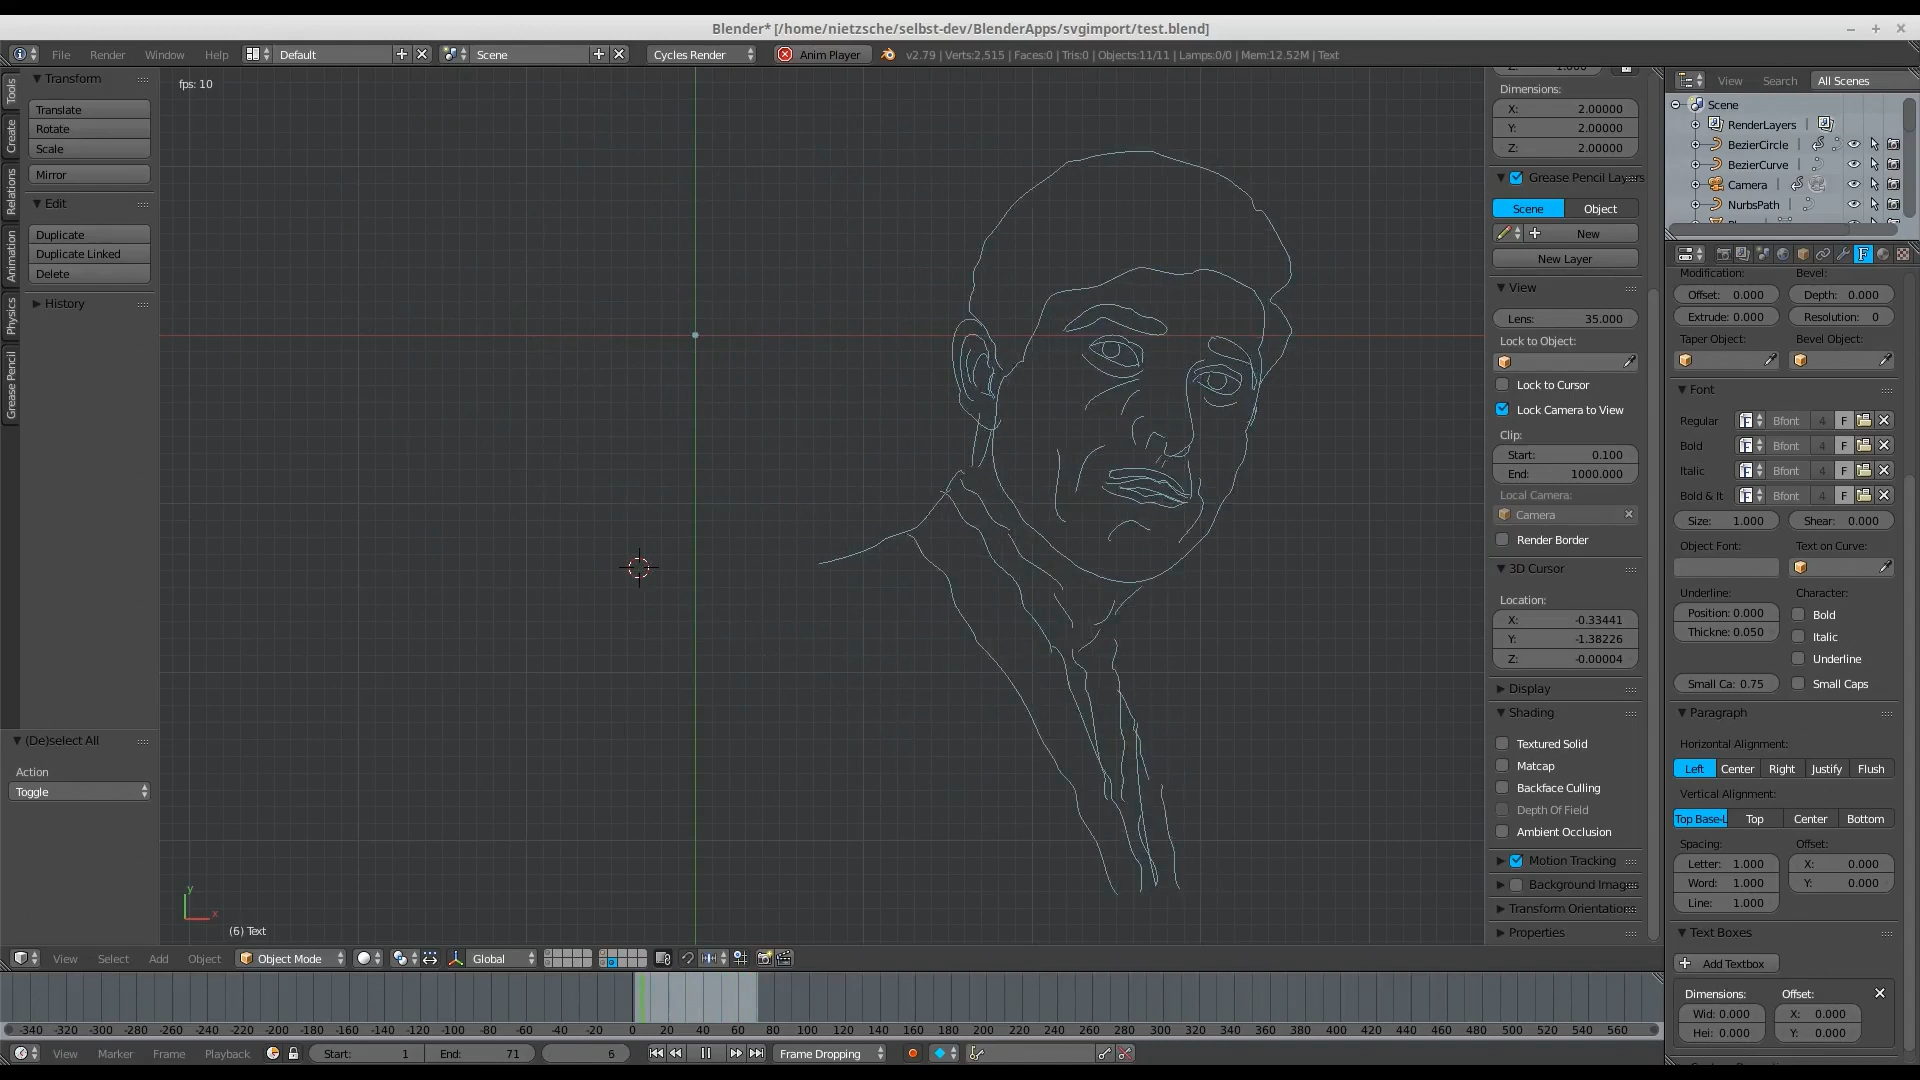 Blender* [/home/nietzsche/selbst-dev/BlenderApps/svgimport/test.blend]
File Render Window Help Default Scene Cycles Render Anim Player v2.79 | Verts:2,515 | Faces:0 | Tris:0 | Objects:11/11 | Lamps:0/0 | Mem:12.52M | Text
Tools
Create
Relations
Animation
Physics
Grease Pencil
Transform
Translate
Rotate
Scale
Mirror
Edit
Duplicate
Duplicate Linked
Delete
History
(De)select All
Action
Toggle
fps: 10
y
x
(6) Text
Z: 1.000
Dimensions:
X: 2.00000
Y: 2.00000
Z: 2.00000
Grease Pencil Layers
Scene Object
New
New Layer
View
Lens: 35.000
Lock to Object:
Lock to Cursor
Lock Camera to View
Clip:
Start: 0.100
End: 1000.000
Local Camera:
Camera
Render Border
3D Cursor
Location:
X: -0.33441
Y: -1.38226
Z: -0.00004
Display
Shading
Textured Solid
Matcap
Backface Culling
Depth Of Field
Ambient Occlusion
Motion Tracking
Background Imag
Transform Orientation
Properties
View Search All Scenes
Scene
RenderLayers
BezierCircle
BezierCurve
Camera
NurbsPath
Modification: Bevel:
Offset: 0.000 Depth: 0.000
Extrude: 0.000 Resolution: 0
Taper Object: Bevel Object:
Font
Regular Bfont 4 F
Bold Bfont 4 F
Italic Bfont 4 F
Bold & It Bfont 4 F
Size: 1.000 Shear: 0.000
Object Font: Text on Curve:
Underline: Character:
Position: 0.000 Bold
Thickne: 0.050 Italic
Underline
Small Ca: 0.75 Small Caps
Paragraph
Horizontal Alignment:
Left Center Right Justify Flush
Vertical Alignment:
Top Base-L Top Center Bottom
Spacing: Offset:
Letter: 1.000 X: 0.000
Word: 1.000 Y: 0.000
Line: 1.000
Text Boxes
Add Textbox
Dimensions: Offset:
Wid: 0.000 X: 0.000
Hei: 0.000 Y: 0.000
View Select Add Object Object Mode Global
-340 -320 -300 -280 -260 -240 -220 -200 -180 -160 -140 -120 -100 -80 -60 -40 -20 0 20 40 60 80 100 120 140 160 180 200 220 240 260 280 300 320 340 360 380 400 420 440 460 480 500 520 540 560
View Marker Frame Playback Start: 1 End: 71 6 Frame Dropping